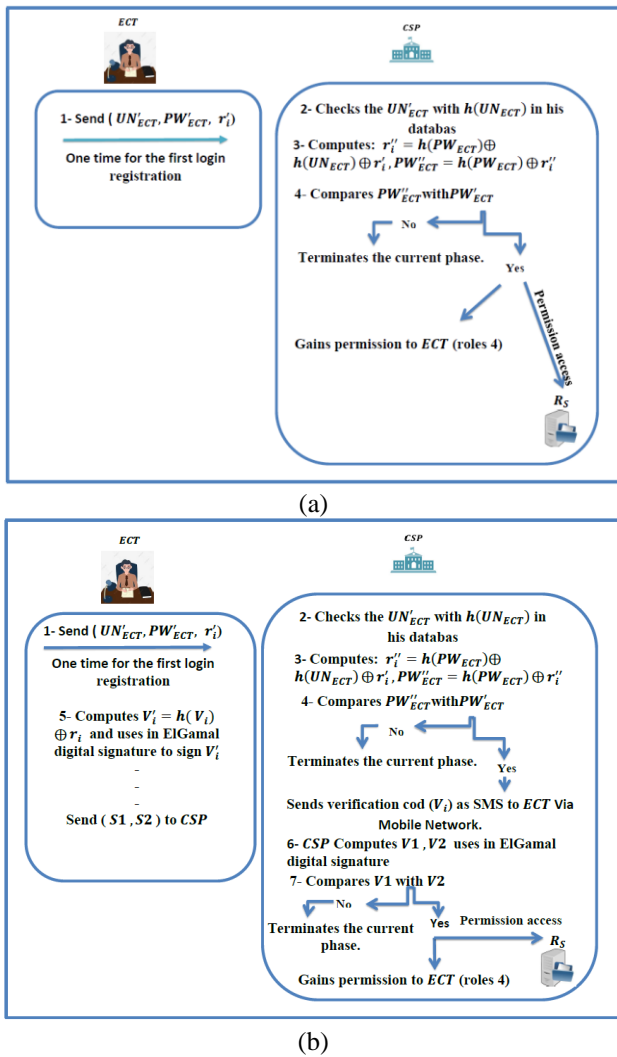 ECT
CSP
1- Send ( UN′ECT, PW′ECT, r′i)
One time for the first login
registration
2- Checks the UN′ECT with h(UNECT) in his
databas
3- Computes: r′′i = h(PWECT)⊕
h(UNECT) ⊕ r′i, PW′′ECT = h(PWECT) ⊕ r′′i
4- Compares PW′′ECTwithPW′ECT
No
Terminates the current phase.
Yes
Gains permission to ECT (roles 4)
Permission access
RS
(a)
ECT
CSP
1- Send ( UN′ECT, PW′ECT, r′i)
One time for the first login
registration
5- Computes V′i = h( Vi)
⊕ ri and uses in ElGamal
digital signature to sign V′i
-
-
-
Send ( S1 , S2 ) to CSP
2- Checks the UN′ECT with h(UNECT) in
his databas
3- Computes: r′′i = h(PWECT)⊕
h(UNECT) ⊕ r′i, PW′′ECT = h(PWECT) ⊕ r′′i
4- Compares PW′′ECTwithPW′ECT
No
Terminates the current phase.
Yes
Sends verification cod (Vi) as SMS to ECT Via
Mobile Network.
6- CSP Computes V1 , V2 uses in ElGamal
digital signature
7- Compares V1 with V2
No
Terminates the current
phase.
Yes
Permission access
RS
Gains permission to ECT (roles 4)
(b)